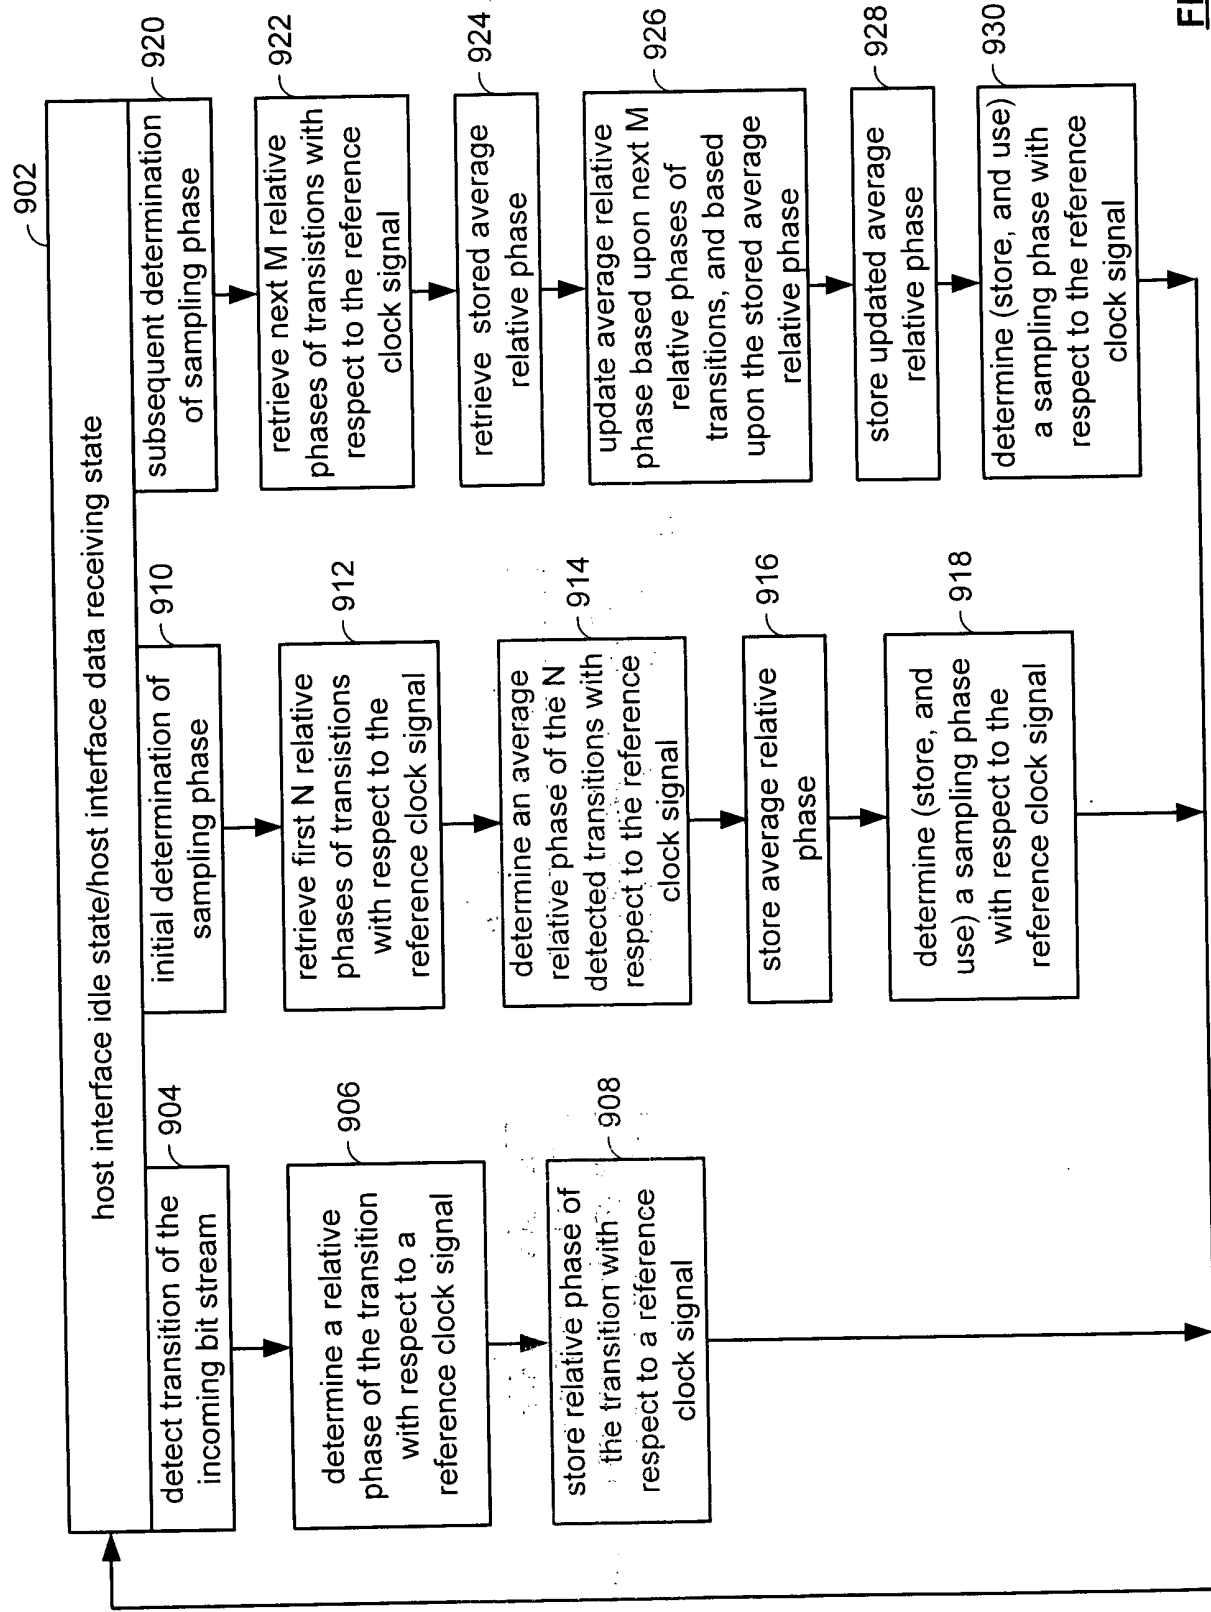 902
host interface idle state/host interface data receiving state
904
detect transition of the
incoming bit stream
906
determine a relative
phase of the transition
with respect to a
reference clock signal
908
store relative phase of
the transition with
respect to a reference
clock signal
910
initial determination of
sampling phase
912
retrieve first N relative
phases of transistions
with respect to the
reference clock signal
914
determine an average
relative phase of the N
detected transitions with
respect to the reference
clock signal
916
store average relative
phase
918
determine (store, and
use) a sampling phase
with respect to the
reference clock signal
920
subsequent determination
of sampling phase
922
retrieve next M relative
phases of transistions with
respect to the reference
clock signal
924
retrieve stored average
relative phase
926
update average relative
phase based upon next M
relative phases of
transitions, and based
upon the stored average
relative phase
928
store updated average
relative phase
930
determine (store, and use)
a sampling phase with
respect to the reference
clock signal